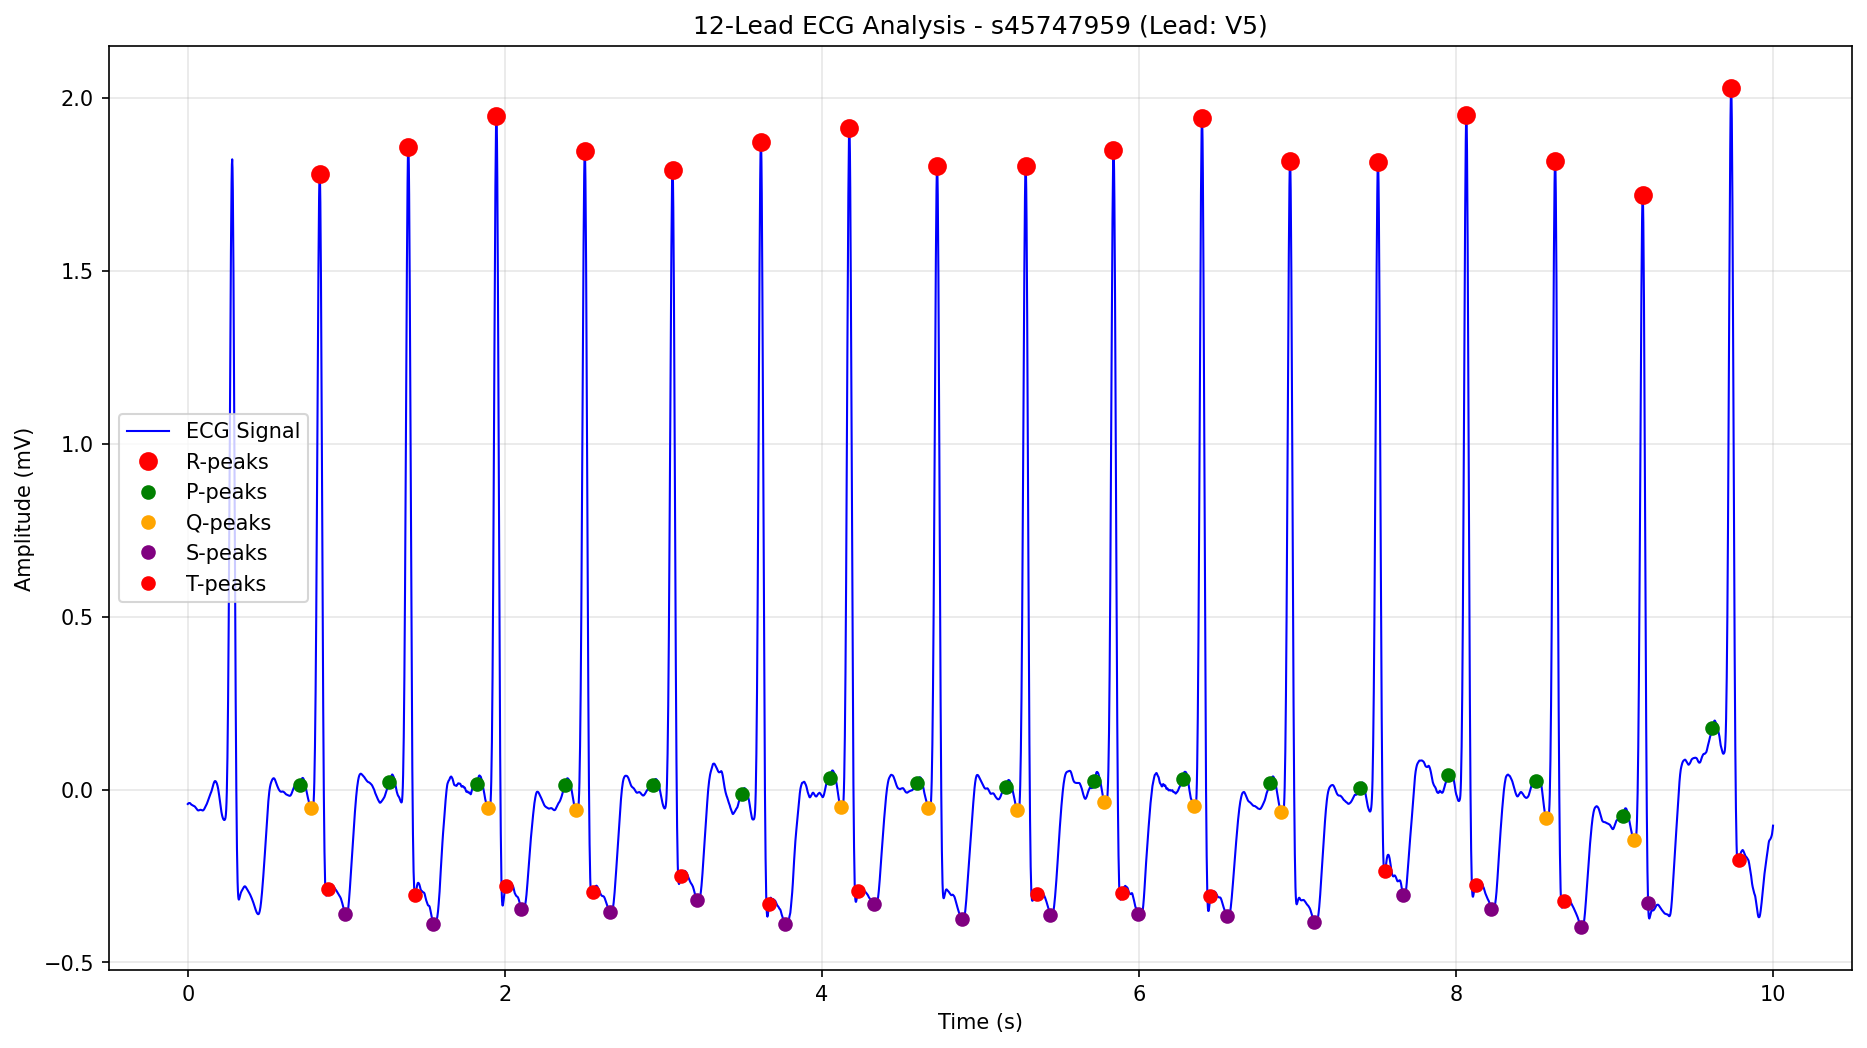 12-Lead ECG Analysis - s45747959 (Lead: V5)
Amplitude (mV)
2.0
1.5
1.0
0.5
0.0
−0.5
ECG Signal
R-peaks
P-peaks
Q-peaks
S-peaks
T-peaks
0 2 4 6 8 10
Time (s)